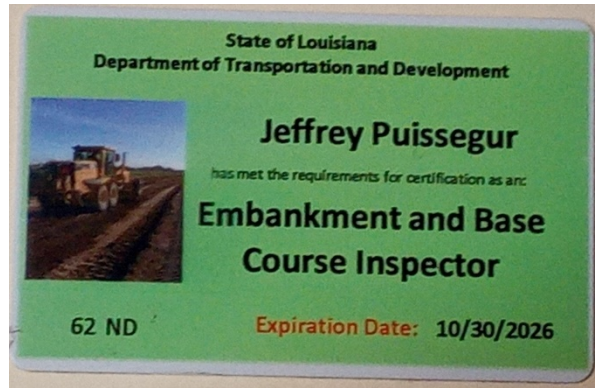 State of Louisiana
Department of Transportation and Development
Jeffrey Puissegur
has met the requirements for certification as an:
Embankment and Base
Course Inspector
62 ND
Expiration Date: 10/30/2026